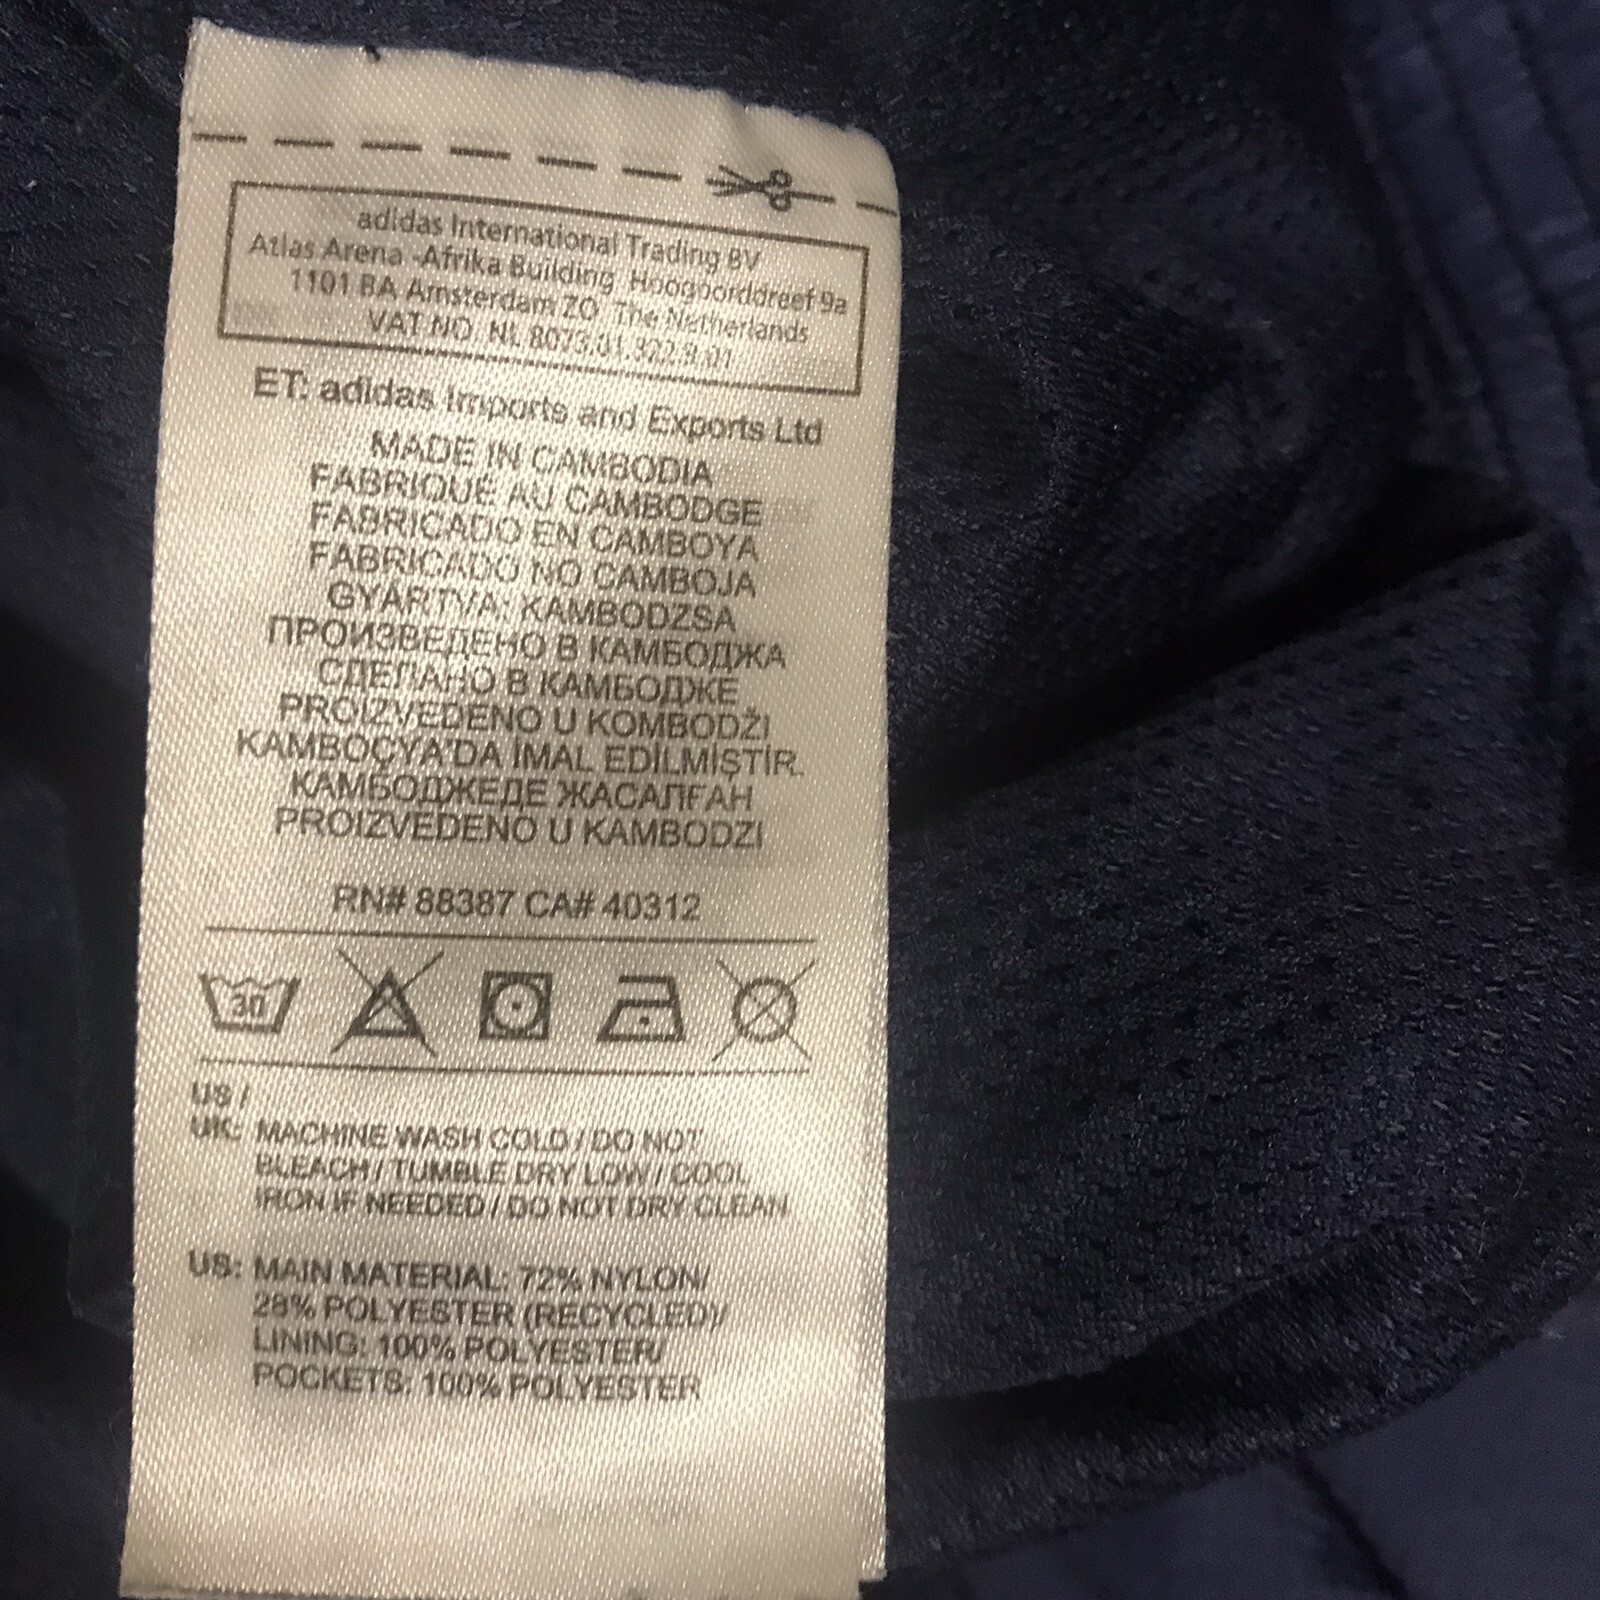 adidas International Trading BV
Atlas Arena -Afrika Building Hoogoorddreef 9a
1101 BA Amsterdam ZO The Netherlands
VAT NO. NL 8073.01.322.B.01
ET: adidas Imports and Exports Ltd
MADE IN CAMBODIA
FABRIQUÉ AU CAMBODGE
FABRICADO EN CAMBOYA
FABRICADO NO CAMBOJA
GYÁRTVA: KAMBODZSA
ПРОИЗВЕДЕНО В КАМБОДЖА
СДЕЛАНО В КАМБОДЖЕ
PROIZVEDENO U KOMBODŽI
KAMBOÇYA'DA İMAL EDİLMİŞTİR.
КАМБОДЖЕДЕ ЖАСАЛҒАН
PROIZVEDENO U KAMBODZI
RN# 88387 CA# 40312
30
US /
UK: MACHINE WASH COLD / DO NOT
BLEACH / TUMBLE DRY LOW / COOL
IRON IF NEEDED / DO NOT DRY CLEAN
US: MAIN MATERIAL: 72% NYLON/
28% POLYESTER (RECYCLED)/
LINING: 100% POLYESTER/
POCKETS: 100% POLYESTER